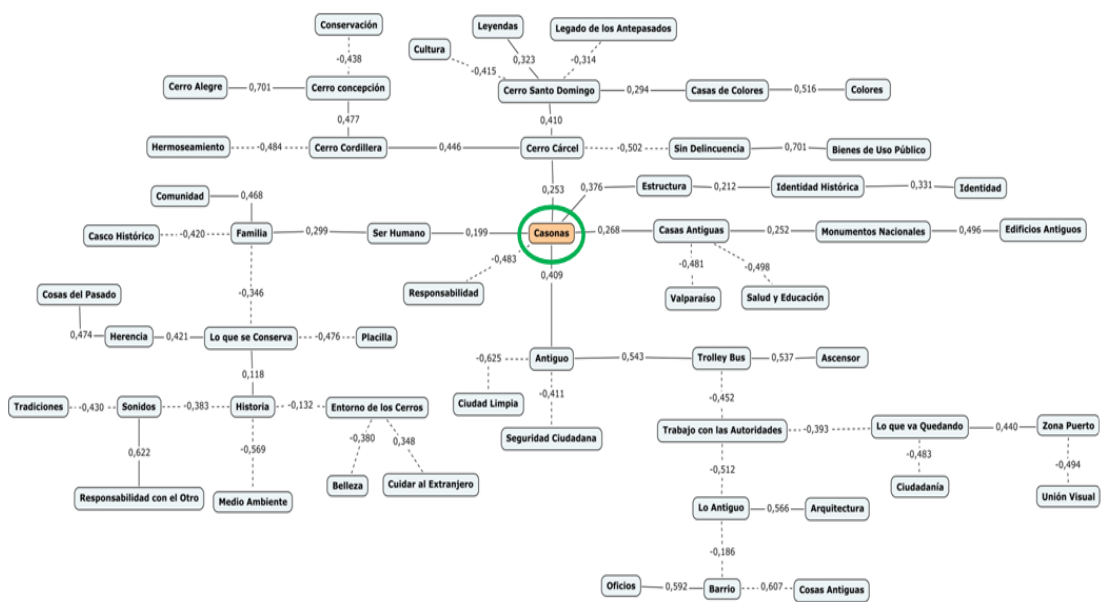 Conservación
Leyendas
Legado de los Antepasados
Cultura
-0,438
0,323
-0,314
-0,415
Cerro Alegre
0,701
Cerro concepción
Cerro Santo Domingo
0,294
Casas de Colores
0,516
Colores
0,477
0,410
Hermoseamiento
-0,484
Cerro Cordillera
0,446
Cerro Cárcel
-0,502
Sin Delincuencia
0,701
Bienes de Uso Público
0,253
0,376
Estructura
0,212
Identidad Histórica
0,331
Identidad
Comunidad
0,468
Casco Histórico
-0,420
Familia
0,299
Ser Humano
0,199
Casonas
0,268
Casas Antiguas
0,252
Monumentos Nacionales
0,496
Edificios Antiguos
-0,483
0,409
-0,481
-0,498
Responsabilidad
Valparaíso
Salud y Educación
-0,346
Cosas del Pasado
0,474
Herencia
0,421
Lo que se Conserva
-0,476
Placilla
0,118
-0,625
Antiguo
0,543
Trolley Bus
0,537
Ascensor
-0,411
-0,452
Tradiciones
-0,430
Sonidos
-0,383
Historia
-0,132
Entorno de los Cerros
Ciudad Limpia
Seguridad Ciudadana
Trabajo con las Autoridades
-0,393
Lo que va Quedando
0,440
Zona Puerto
0,622
-0,569
-0,380
0,348
-0,483
-0,494
Responsabilidad con el Otro
Medio Ambiente
Belleza
Cuidar al Extranjero
Ciudadanía
Unión Visual
-0,512
Lo Antiguo
0,566
Arquitectura
-0,186
Oficios
0,592
Barrio
-0,607
Cosas Antiguas